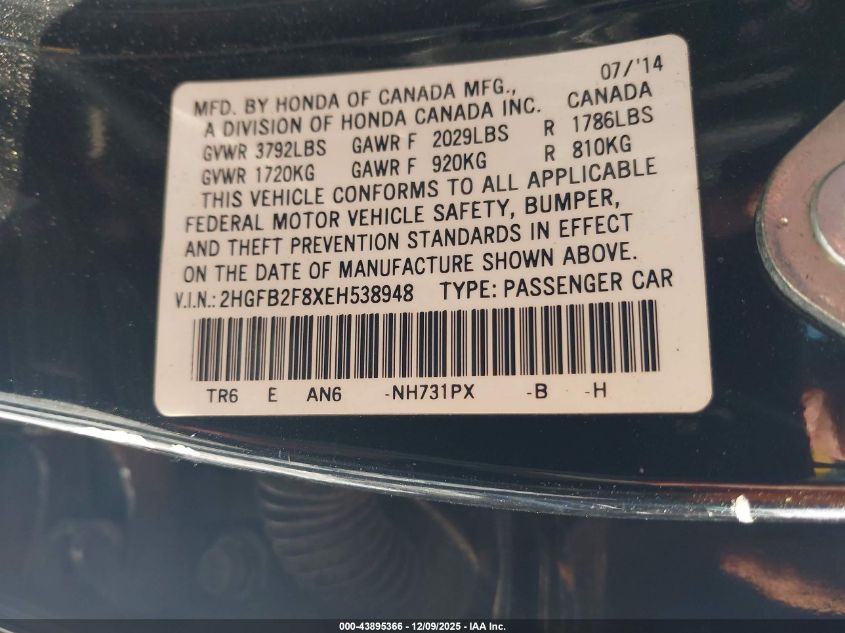 07/'14
MFD. BY HONDA OF CANADA MFG., CANADA
A DIVISION OF HONDA CANADA INC.
GVWR 3792LBS GAWR F 2029LBS R 1786LBS
GVWR 1720KG GAWR F 920KG R 810KG
THIS VEHICLE CONFORMS TO ALL APPLICABLE
FEDERAL MOTOR VEHICLE SAFETY, BUMPER,
AND THEFT PREVENTION STANDARDS IN EFFECT
ON THE DATE OF MANUFACTURE SHOWN ABOVE.
V.I.N.: 2HGFB2F8XEH538948 TYPE: PASSENGER CAR
TR6 E AN6 -NH731PX -B -H
000-43895366 - 12/09/2025 - IAA Inc.